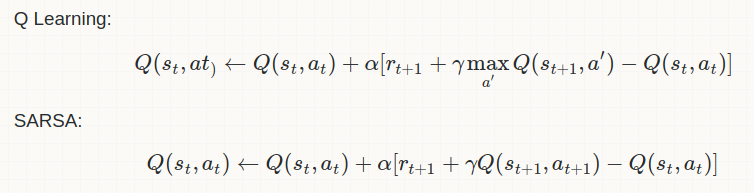 Q Learning:
Q(s_t, at_) ← Q(s_t, a_t) + α[r_{t+1} + γ max_{a'} Q(s_{t+1}, a') − Q(s_t, a_t)]
SARSA:
Q(s_t, a_t) ← Q(s_t, a_t) + α[r_{t+1} + γQ(s_{t+1}, a_{t+1}) − Q(s_t, a_t)]